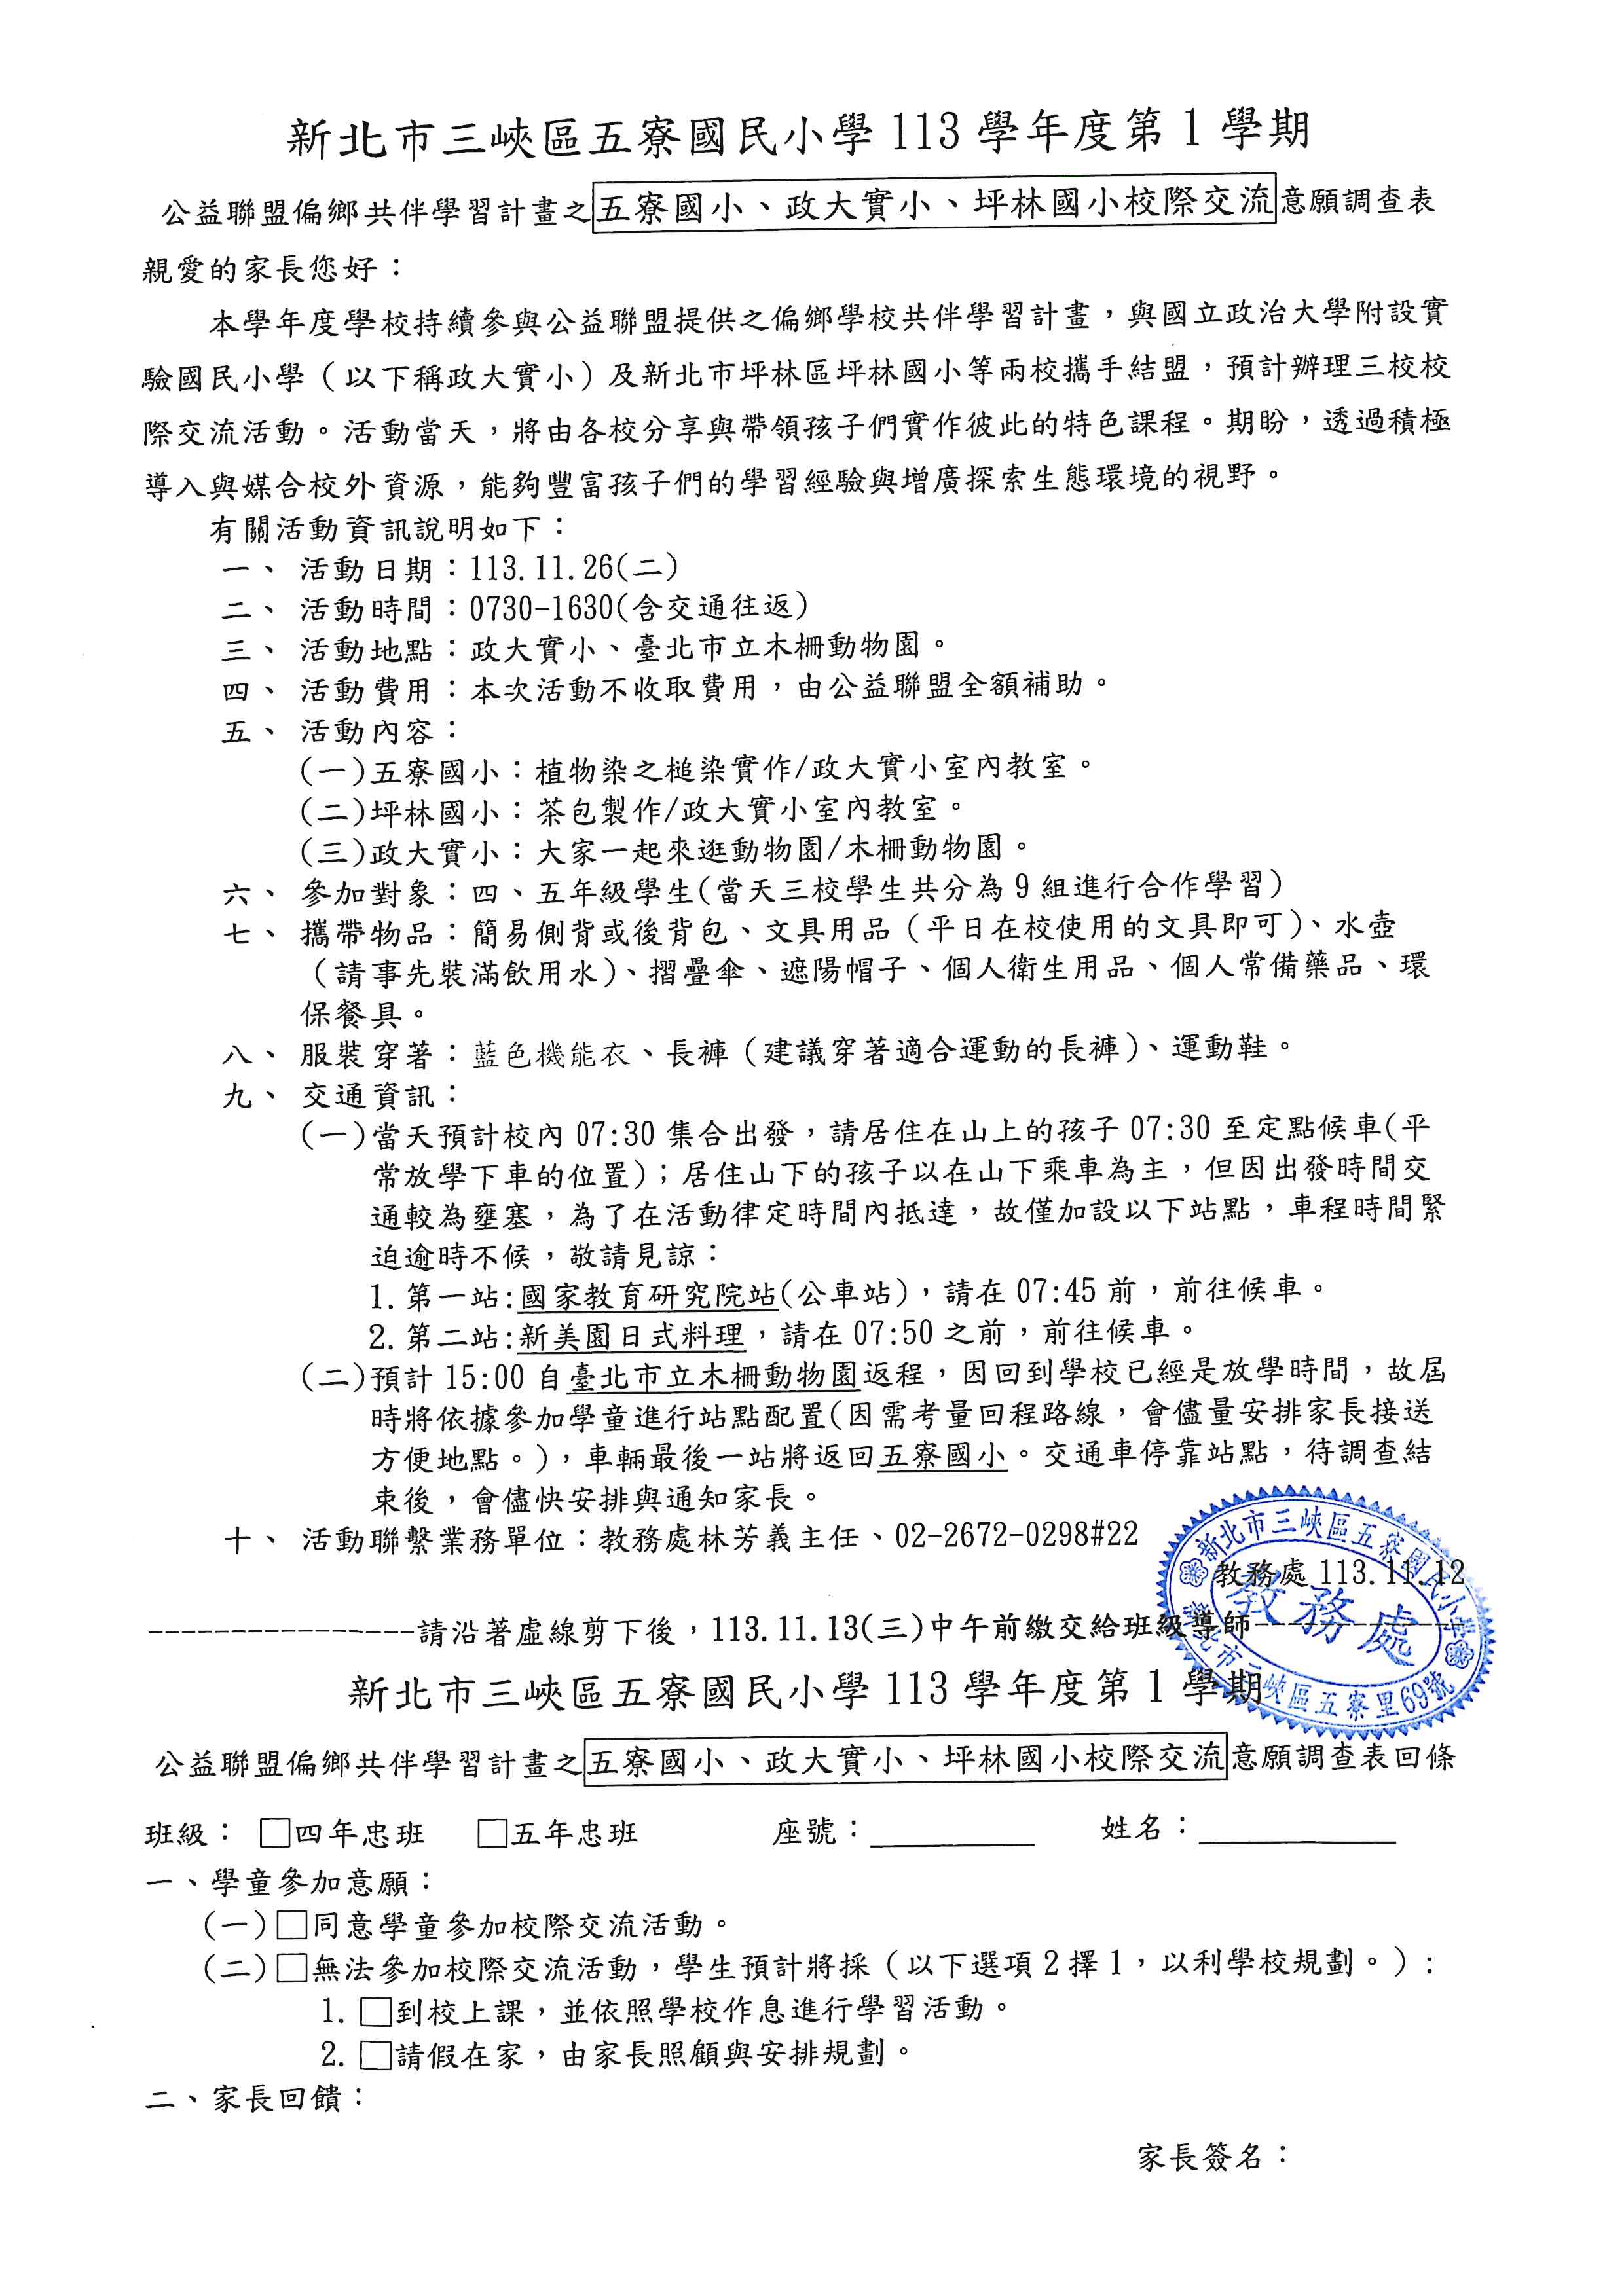 新北市三峽區五寮國民小學 113 學年度第 1 學期
公益聯盟偏鄉共伴學習計畫之五寮國小、政大實小、坪林國小校際交流意願調查表
親愛的家長您好：
本學年度學校持續參與公益聯盟提供之偏鄉學校共伴學習計畫，與國立政治大學附設實
驗國民小學（以下稱政大實小）及新北市坪林區坪林國小等兩校攜手結盟，預計辦理三校校
際交流活動。活動當天，將由各校分享與帶領孩子們實作彼此的特色課程。期盼，透過積極
導入與媒合校外資源，能夠豐富孩子們的學習經驗與增廣探索生態環境的視野。
有關活動資訊說明如下：
一、 活動日期：113.11.26(二)
二、 活動時間：0730-1630(含交通往返)
三、 活動地點：政大實小、臺北市立木柵動物園。
四、 活動費用：本次活動不收取費用，由公益聯盟全額補助。
五、 活動內容：
(一)五寮國小：植物染之槌染實作/政大實小室內教室。
(二)坪林國小：茶包製作/政大實小室內教室。
(三)政大實小：大家一起來逛動物園/木柵動物園。
六、 參加對象：四、五年級學生(當天三校學生共分為 9 組進行合作學習)
七、 攜帶物品：簡易側背或後背包、文具用品（平日在校使用的文具即可）、水壺
（請事先裝滿飲用水）、摺疊傘、遮陽帽子、個人衛生用品、個人常備藥品、環
保餐具。
八、 服裝穿著：藍色機能衣、長褲（建議穿著適合運動的長褲）、運動鞋。
九、 交通資訊：
(一)當天預計校內 07:30 集合出發，請居住在山上的孩子 07:30 至定點候車(平
常放學下車的位置)；居住山下的孩子以在山下乘車為主，但因出發時間交
通較為壅塞，為了在活動律定時間內抵達，故僅加設以下站點，車程時間緊
迫逾時不候，敬請見諒：
1. 第一站:國家教育研究院站(公車站)，請在 07:45 前，前往候車。
2. 第二站:新美園日式料理，請在 07:50 之前，前往候車。
(二)預計 15:00 自臺北市立木柵動物園返程，因回到學校已經是放學時間，故屆
時將依據參加學童進行站點配置(因需考量回程路線，會儘量安排家長接送
方便地點。)，車輛最後一站將返回五寮國小。交通車停靠站點，待調查結
束後，會儘快安排與通知家長。
十、 活動聯繫業務單位：教務處林芳義主任、02-2672-0298#22
新北市三峽區五寮國民小學
教務處 113.11.12
教務處
----------------請沿著虛線剪下後，113.11.13(三)中午前繳交給班級導師------------
新北市三峽區五寮里69號
新北市三峽區五寮國民小學 113 學年度第 1 學期
公益聯盟偏鄉共伴學習計畫之五寮國小、政大實小、坪林國小校際交流意願調查表回條
班級： □四年忠班 □五年忠班 座號：__________ 姓名：____________
一、學童參加意願：
(一)□同意學童參加校際交流活動。
(二)□無法參加校際交流活動，學生預計將採（以下選項 2 擇 1，以利學校規劃。）:
1. □到校上課，並依照學校作息進行學習活動。
2. □請假在家，由家長照顧與安排規劃。
二、家長回饋：
家長簽名：